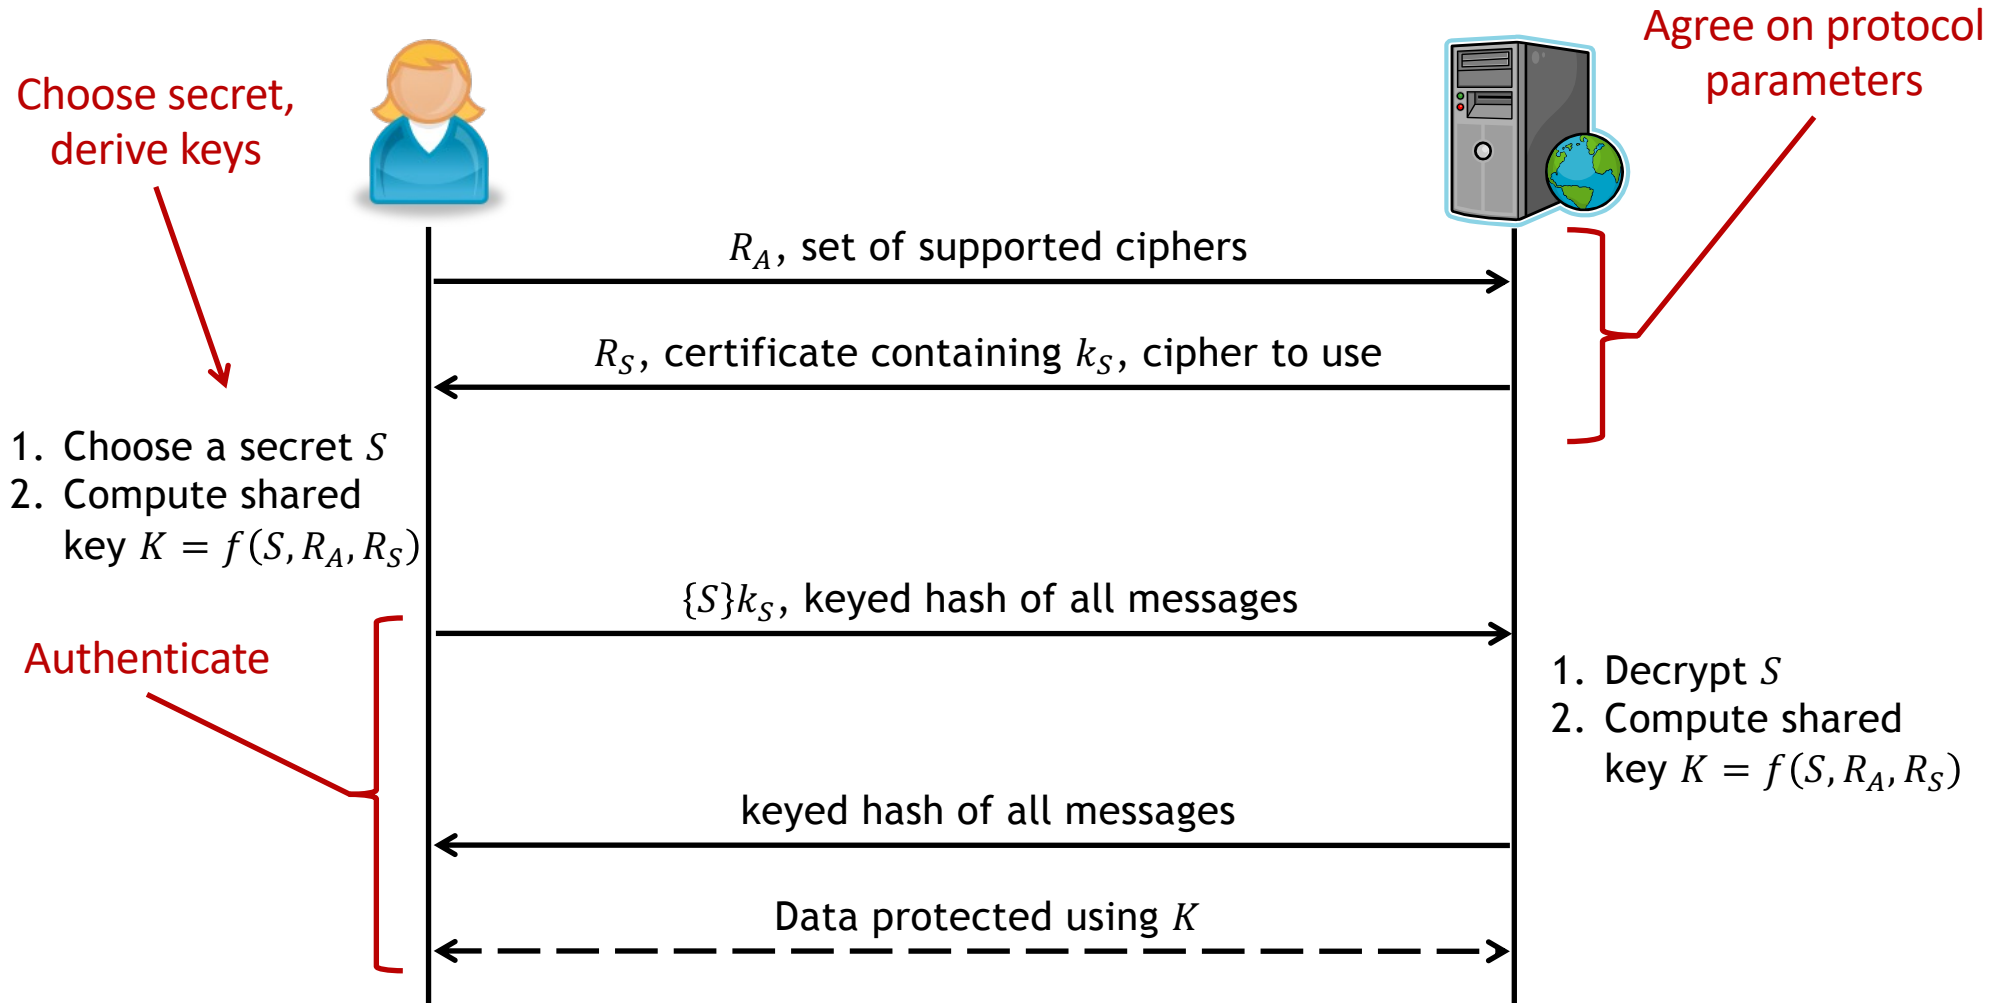 Agree on protocol
parameters
Choose secret,
derive keys
R_A, set of supported ciphers
R_S, certificate containing k_S, cipher to use
1. Choose a secret S
2. Compute shared
key K = f(S, R_A, R_S)
{S}k_S, keyed hash of all messages
Authenticate
1. Decrypt S
2. Compute shared
key K = f(S, R_A, R_S)
keyed hash of all messages
Data protected using K